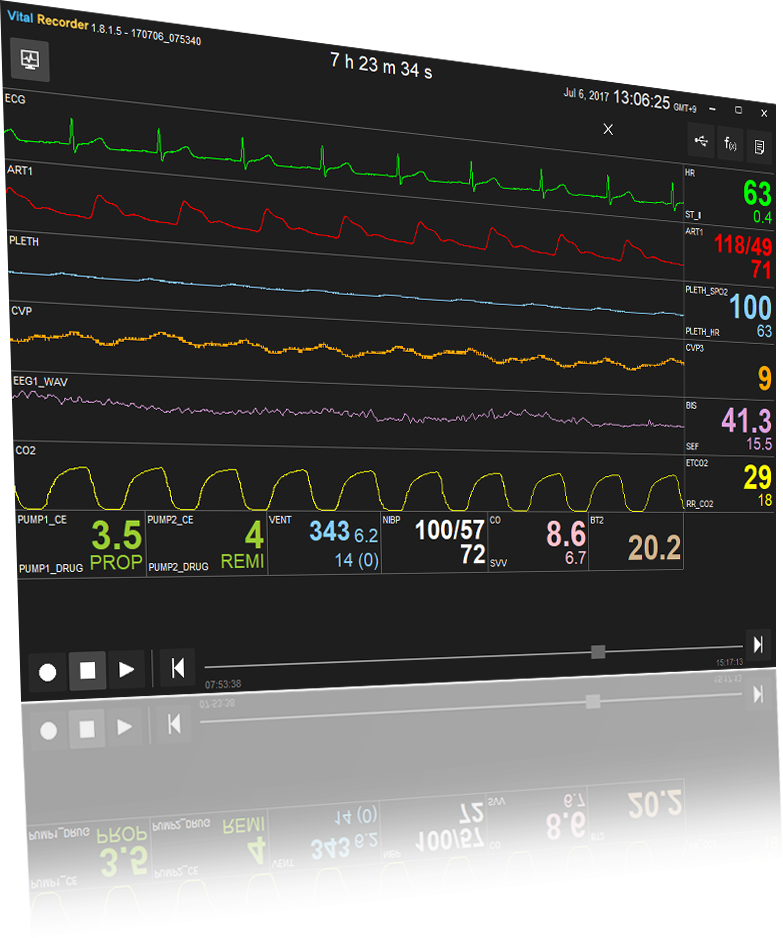 Vital Recorder 1.8.1.5 - 170706_075340
7 h 23 m 34 s
Jul 6, 2017 13:06:25 GMT+9
ECG
HR
63
ST_II
0.4
ART1
ART1
118/49
71
PLETH
PLETH_SPO2
100
PLETH_HR
63
CVP
CVP3
9
EEG1_WAV
BIS
41.3
SEF
15.5
CO2
ETCO2
29
RR_CO2
18
PUMP1_CE
3.5
PUMP1_DRUG
PROP
PUMP2_CE
4
PUMP2_DRUG
REMI
VENT
343 6.2
14 (0)
NIBP
100/57
72
CO
8.6
SVV
6.7
BT2
20.2
f(x)
07:53:38
15:17:13